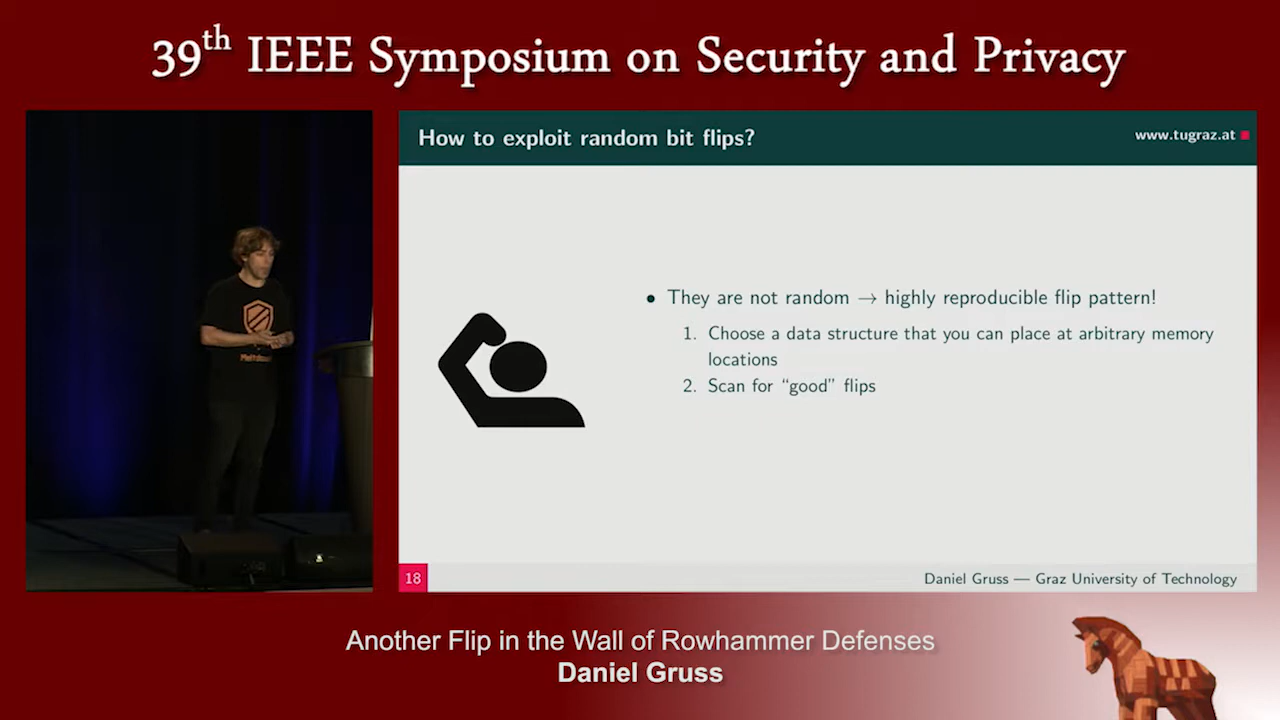 39th IEEE Symposium on Security and Privacy
How to exploit random bit flips?
www.tugraz.at
• They are not random → highly reproducible flip pattern!
1. Choose a data structure that you can place at arbitrary memory
locations
2. Scan for “good” flips
18
Daniel Gruss — Graz University of Technology
Another Flip in the Wall of Rowhammer Defenses
Daniel Gruss